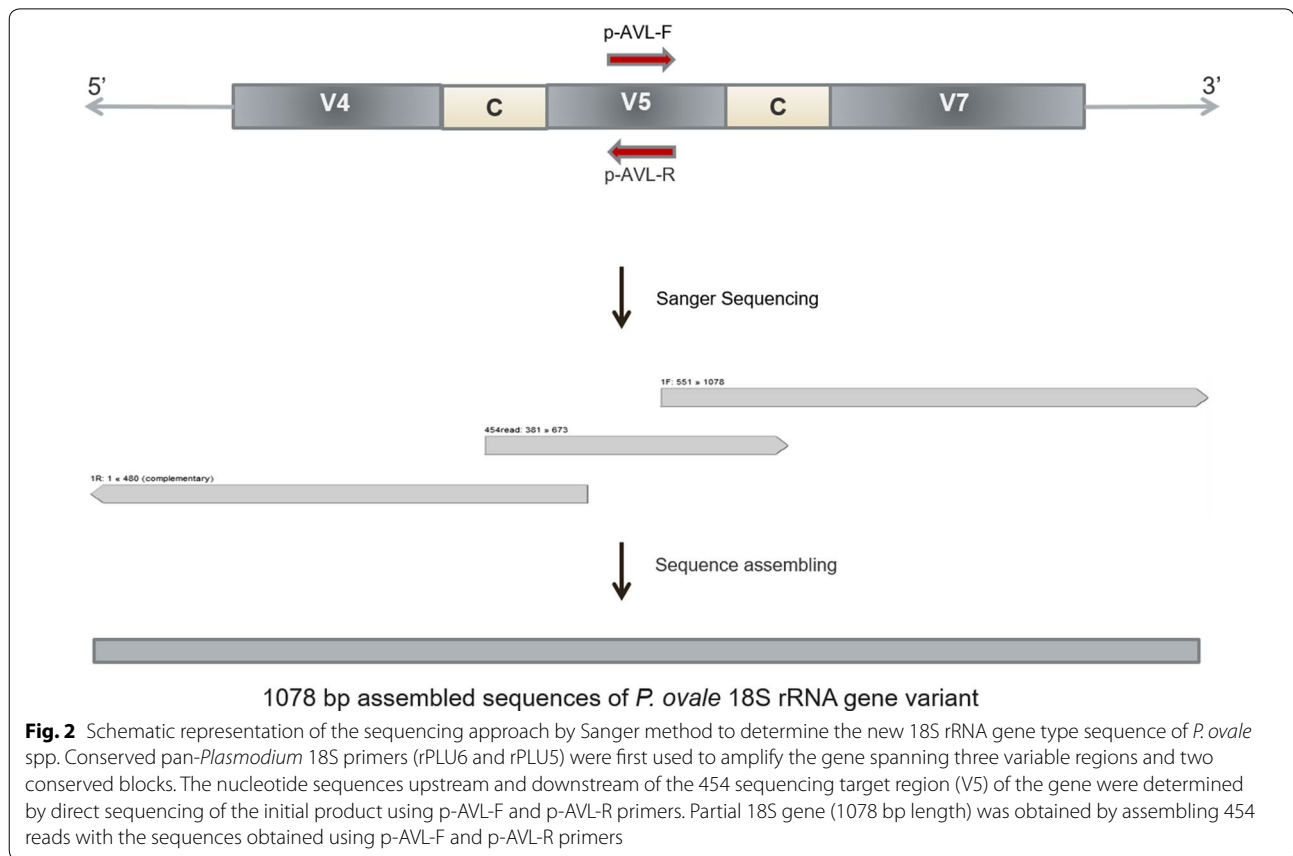 p-AVL-F
5’
3’
V4
C
V5
C
V7
p-AVL-R
Sanger Sequencing
1F: 551 » 1078
454read: 381 » 673
1R: 1 « 480 (complementary)
Sequence assembling
1078 bp assembled sequences of P. ovale 18S rRNA gene variant
Fig. 2 Schematic representation of the sequencing approach by Sanger method to determine the new 18S rRNA gene type sequence of P. ovale
spp. Conserved pan-Plasmodium 18S primers (rPLU6 and rPLU5) were first used to amplify the gene spanning three variable regions and two
conserved blocks. The nucleotide sequences upstream and downstream of the 454 sequencing target region (V5) of the gene were determined
by direct sequencing of the initial product using p-AVL-F and p-AVL-R primers. Partial 18S gene (1078 bp length) was obtained by assembling 454
reads with the sequences obtained using p-AVL-F and p-AVL-R primers